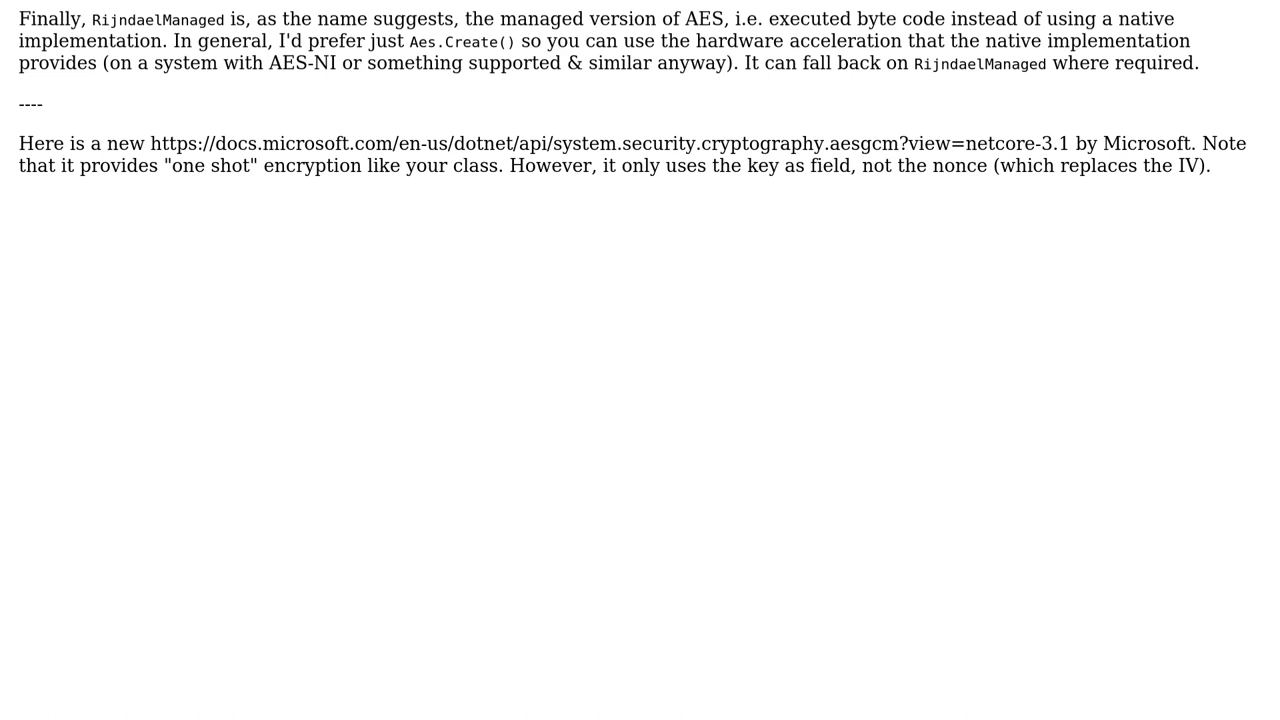 Finally, RijndaelManaged is, as the name suggests, the managed version of AES, i.e. executed byte code instead of using a native
implementation. In general, I'd prefer just Aes.Create() so you can use the hardware acceleration that the native implementation
provides (on a system with AES-NI or something supported & similar anyway). It can fall back on RijndaelManaged where required.
----
Here is a new https://docs.microsoft.com/en-us/dotnet/api/system.security.cryptography.aesgcm?view=netcore-3.1 by Microsoft. Note
that it provides "one shot" encryption like your class. However, it only uses the key as field, not the nonce (which replaces the IV).